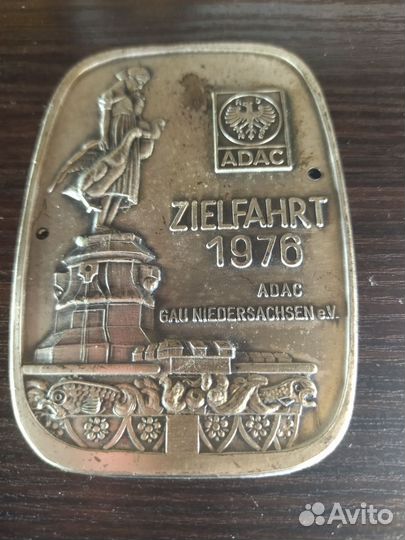 ADAC
ZIELFAHRT
1976
ADAC
GAU NIEDERSACHSEN e.V.
Avito